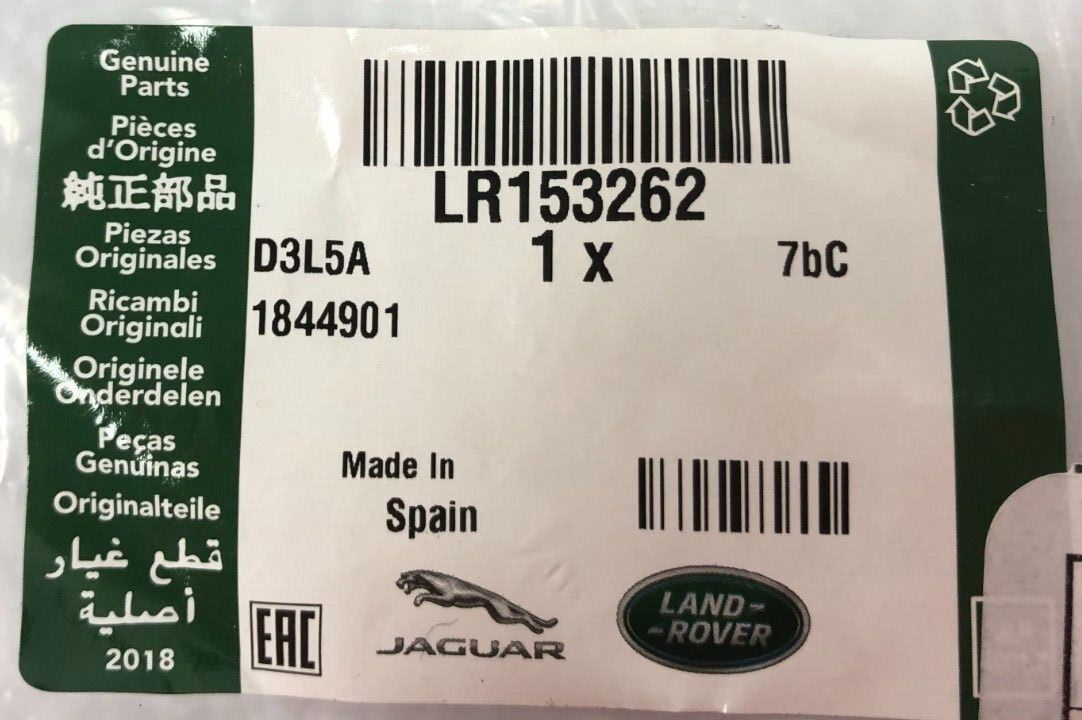 Genuine
Parts
Pièces
d'Origine
純正部品
Piezas
Originales
Ricambi
Originali
Originele
Onderdelen
Peças
Genuínas
Originalteile
قطع غيار
أصلية
2018
LR153262
D3L5A
1 x
7bC
1844901
Made In
Spain
EAC
JAGUAR
LAND-
-ROVER